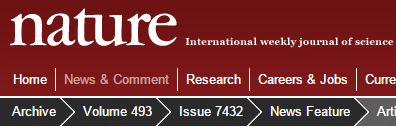 nature International weekly journal of science
Home News & Comment Research Careers & Jobs
Archive Volume 493 Issue 7432 News Feature